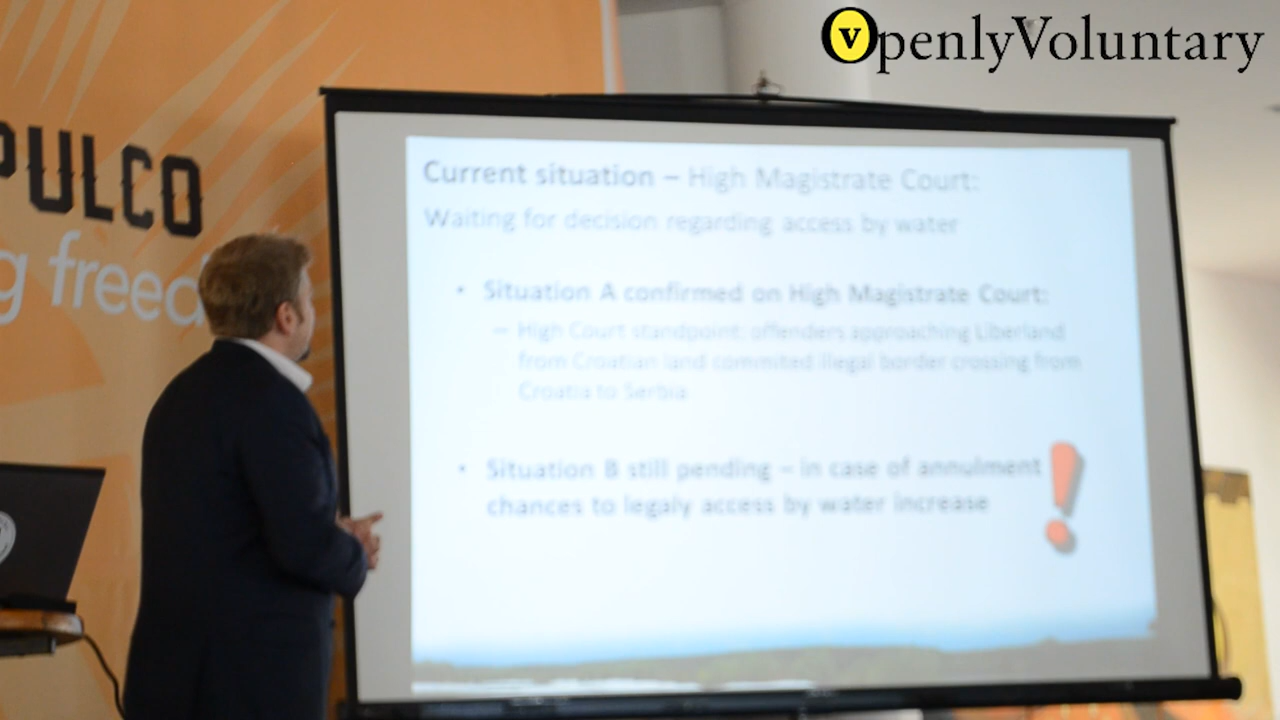 OpenlyVoluntary
PULCO
g freed
Current situation – High Magistrate Court:
Waiting for decision regarding access by water
• Situation A confirmed on High Magistrate Court:
– High Court standpoint: offenders approaching Liberland
from Croatian land commited illegal border crossing from
Croatia to Serbia
• Situation B still pending – in case of annulment
chances to legaly access by water increase
!